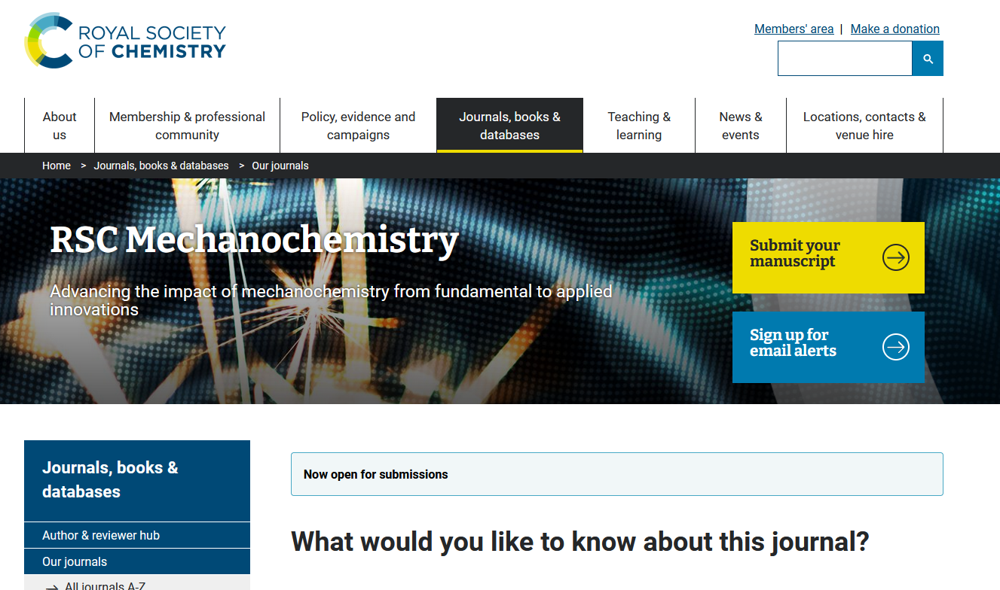 ROYAL SOCIETY
OF CHEMISTRY
Members' area | Make a donation
About
us
Membership & professional
community
Policy, evidence and
campaigns
Journals, books &
databases
Teaching &
learning
News &
events
Locations, contacts &
venue hire
Home > Journals, books & databases > Our journals
RSC Mechanochemistry
Advancing the impact of mechanochemistry from fundamental to applied
innovations
Submit your
manuscript
Sign up for
email alerts
Journals, books &
databases
Author & reviewer hub
Our journals
All journals A-Z
Now open for submissions
What would you like to know about this journal?